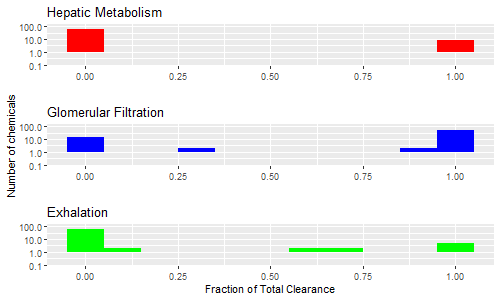 Hepatic Metabolism
100.0
10.0
1.0
0.1
0.00 0.25 0.50 0.75 1.00
Glomerular Filtration
100.0
10.0
1.0
0.1
0.00 0.25 0.50 0.75 1.00
Number of chemicals
Exhalation
100.0
10.0
1.0
0.1
0.00 0.25 0.50 0.75 1.00
Fraction of Total Clearance